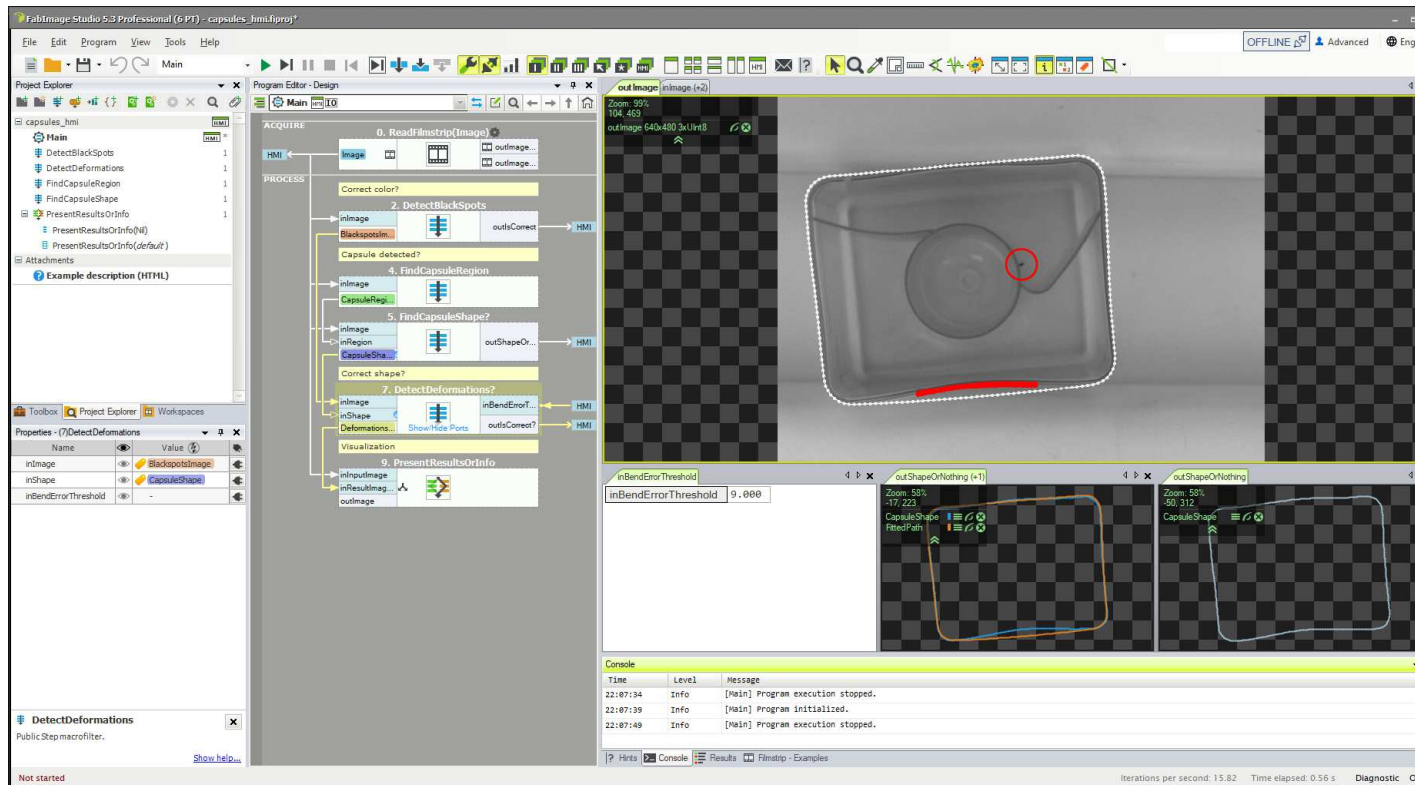 FabImage Studio 5.3 Professional (6 PT) - capsules_hmi.fiproj*
File Edit Program View Tools Help
OFFLINE Advanced Eng
Main
Project Explorer
capsules_hmi HMI
Main HMI *
DetectBlackSpots 1
DetectDeformations 1
FindCapsuleRegion 1
FindCapsuleShape 1
PresentResultsOrInfo 1
PresentResultsOrInfo(Nil)
PresentResultsOrInfo(default)
Attachments
Example description (HTML)
Toolbox Project Explorer Workspaces
Properties - (7)DetectDeformations
Name Value
inImage BlackspotsImage
inShape CapsuleShape
inBendErrorThreshold -
DetectDeformations
Public Step macrofilter.
Show help...
Program Editor - Design
Main HMI IO
ACQUIRE
0. ReadFilmstrip(Image)
HMI Image outImage...
outImage...
PROCESS
Correct color?
2. DetectBlackSpots
inImage
BlackspotsIm... outIsCorrect HMI
Capsule detected?
4. FindCapsuleRegion
inImage
CapsuleRegi...
5. FindCapsuleShape?
inImage
inRegion outShapeOr... HMI
CapsuleSha...
Correct shape?
7. DetectDeformations?
inImage inBendErrorT... HMI
inShape
Deformations... Show/Hide Ports outIsCorrect? HMI
Visualization
9. PresentResultsOrInfo
inInputImage
inResultImag...
outImage
outImage inImage (+2)
Zoom: 99%
104, 469
outImage 640x480 3xUInt8
inBendErrorThreshold
inBendErrorThreshold 9.000
outShapeOrNothing (+1)
Zoom: 58%
-17, 223
CapsuleShape
FittedPath
outShapeOrNothing
Zoom: 58%
-50, 312
CapsuleShape
Console
Time Level Message
22:07:34 Info [Main] Program execution stopped.
22:07:39 Info [Main] Program initialized.
22:07:49 Info [Main] Program execution stopped.
Hints Console Results Filmstrip - Examples
Not started
Iterations per second: 15.82 Time elapsed: 0.56 s Diagnostic O